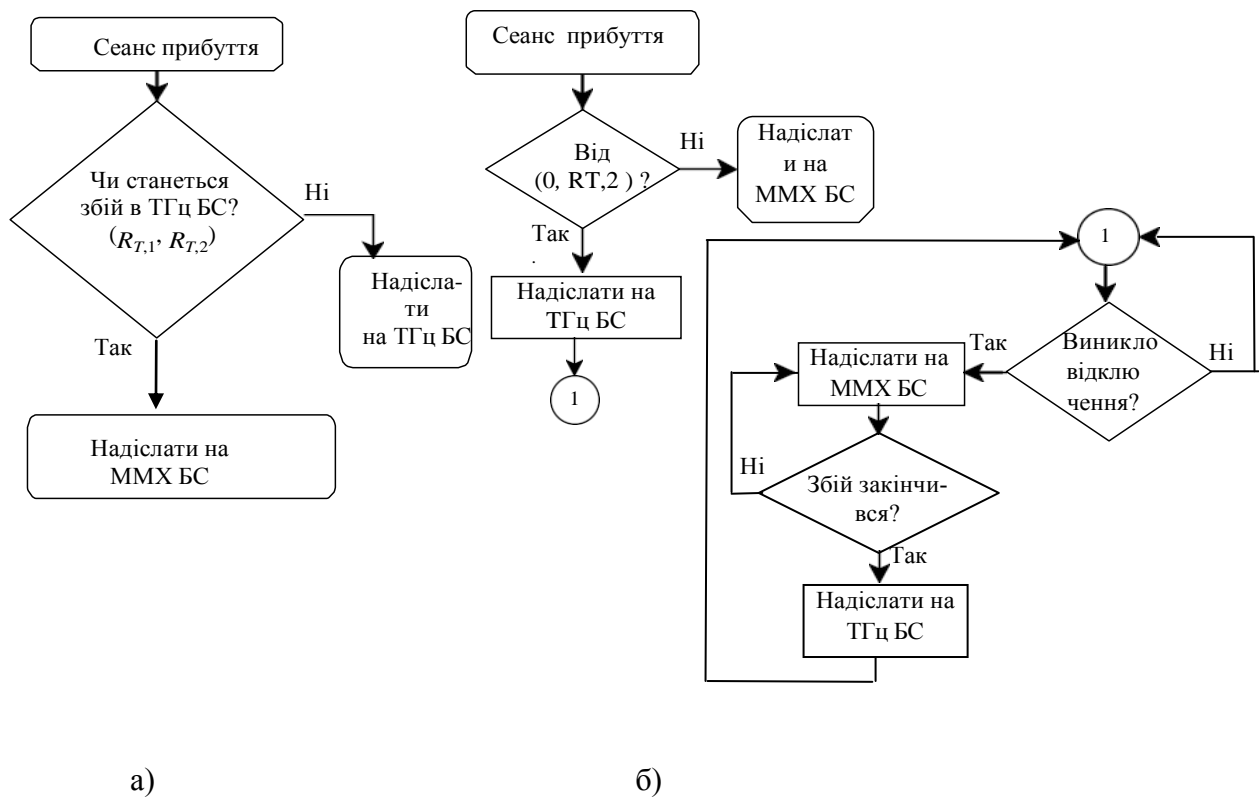 Сеанс прибуття
Чи станеться
збій в ТГц БС?
(R_{T,1}, R_{T,2})
Ні
Надісла-
ти
на ТГц БС
Так
Надіслати на
ММХ БС
а)
Сеанс прибуття
Від
(0, RT,2 ) ?
Ні
Надіслат
и на
ММХ БС
Так
.
Надіслати на
ТГц БС
1
1
Виникло
відклю
чення?
Ні
Так
Надіслати на
ММХ БС
Ні
Збій закінчи-
вся?
Так
Надіслати на
ТГц БС
б)